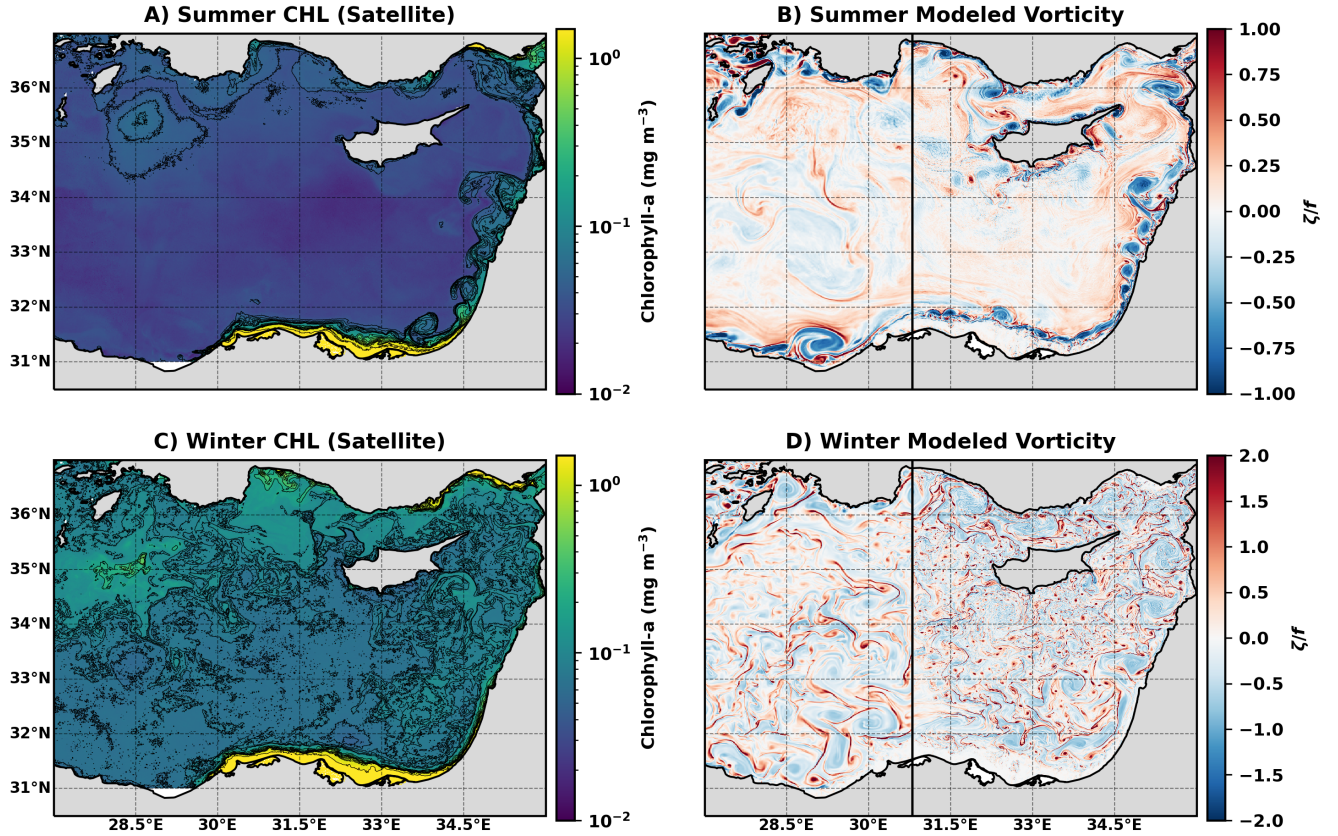 A) Summer CHL (Satellite)
B) Summer Modeled Vorticity
36°N
35°N
34°N
33°N
32°N
31°N
10⁰
10⁻¹
10⁻²
Chlorophyll-a (mg m⁻³)
1.00
0.75
0.50
0.25
0.00
−0.25
−0.50
−0.75
−1.00
ζ/f
C) Winter CHL (Satellite)
D) Winter Modeled Vorticity
36°N
35°N
34°N
33°N
32°N
31°N
28.5°E 30°E 31.5°E 33°E 34.5°E
10⁰
10⁻¹
10⁻²
Chlorophyll-a (mg m⁻³)
28.5°E 30°E 31.5°E 33°E 34.5°E
2.0
1.5
1.0
0.5
0.0
−0.5
−1.0
−1.5
−2.0
ζ/f